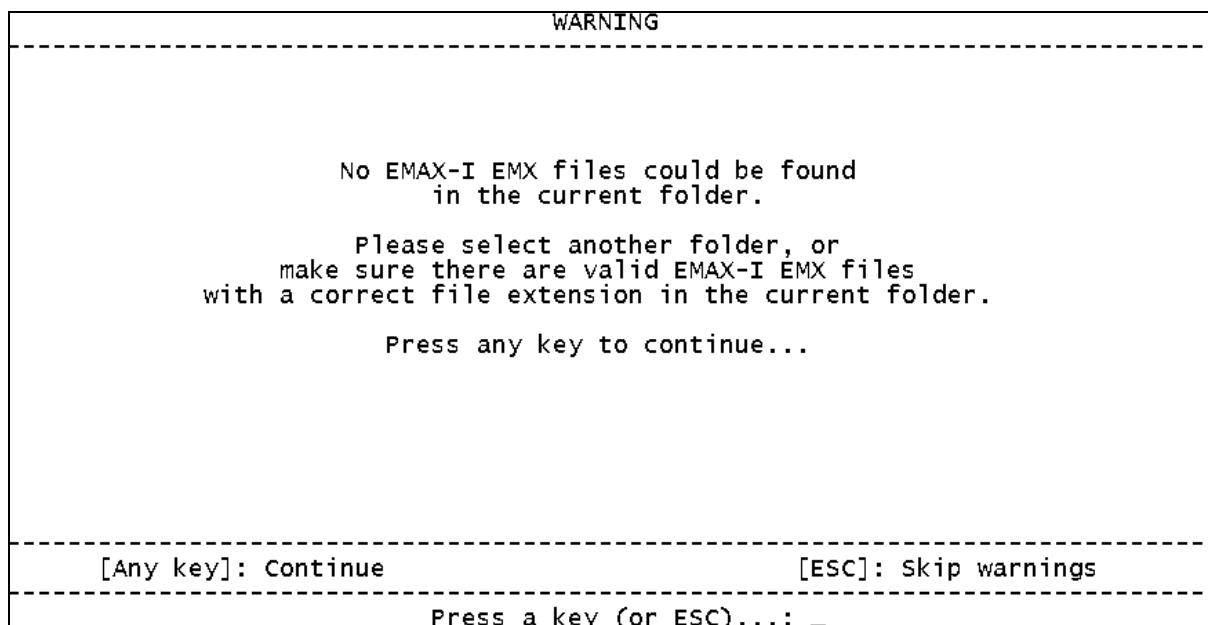 WARNING
No EMAX-I EMX files could be found
in the current folder.
Please select another folder, or
make sure there are valid EMAX-I EMX files
with a correct file extension in the current folder.
Press any key to continue...
[Any key]: Continue [ESC]: Skip warnings
Press a key (or ESC)...: _